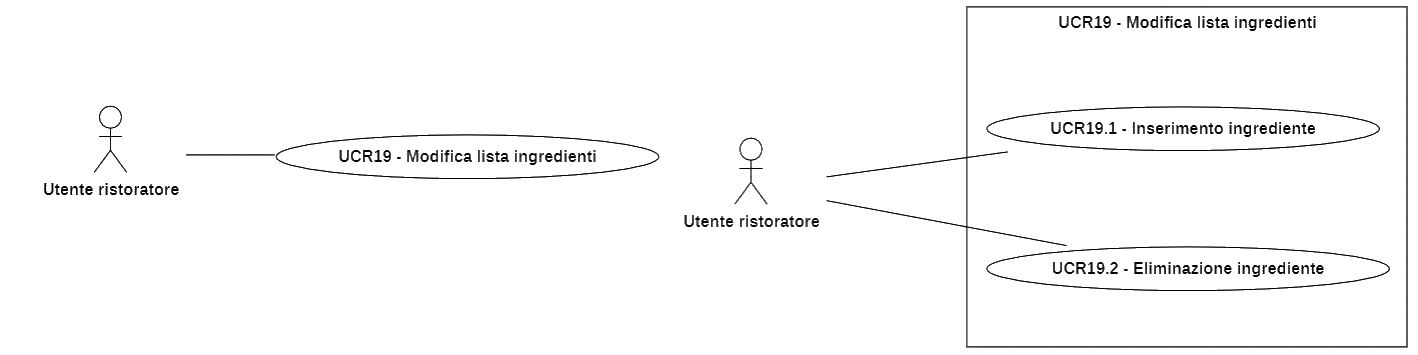 UCR19 - Modifica lista ingredienti
UCR19.1 - Inserimento ingrediente
UCR19 - Modifica lista ingredienti
Utente ristoratore
Utente ristoratore
UCR19.2 - Eliminazione ingrediente